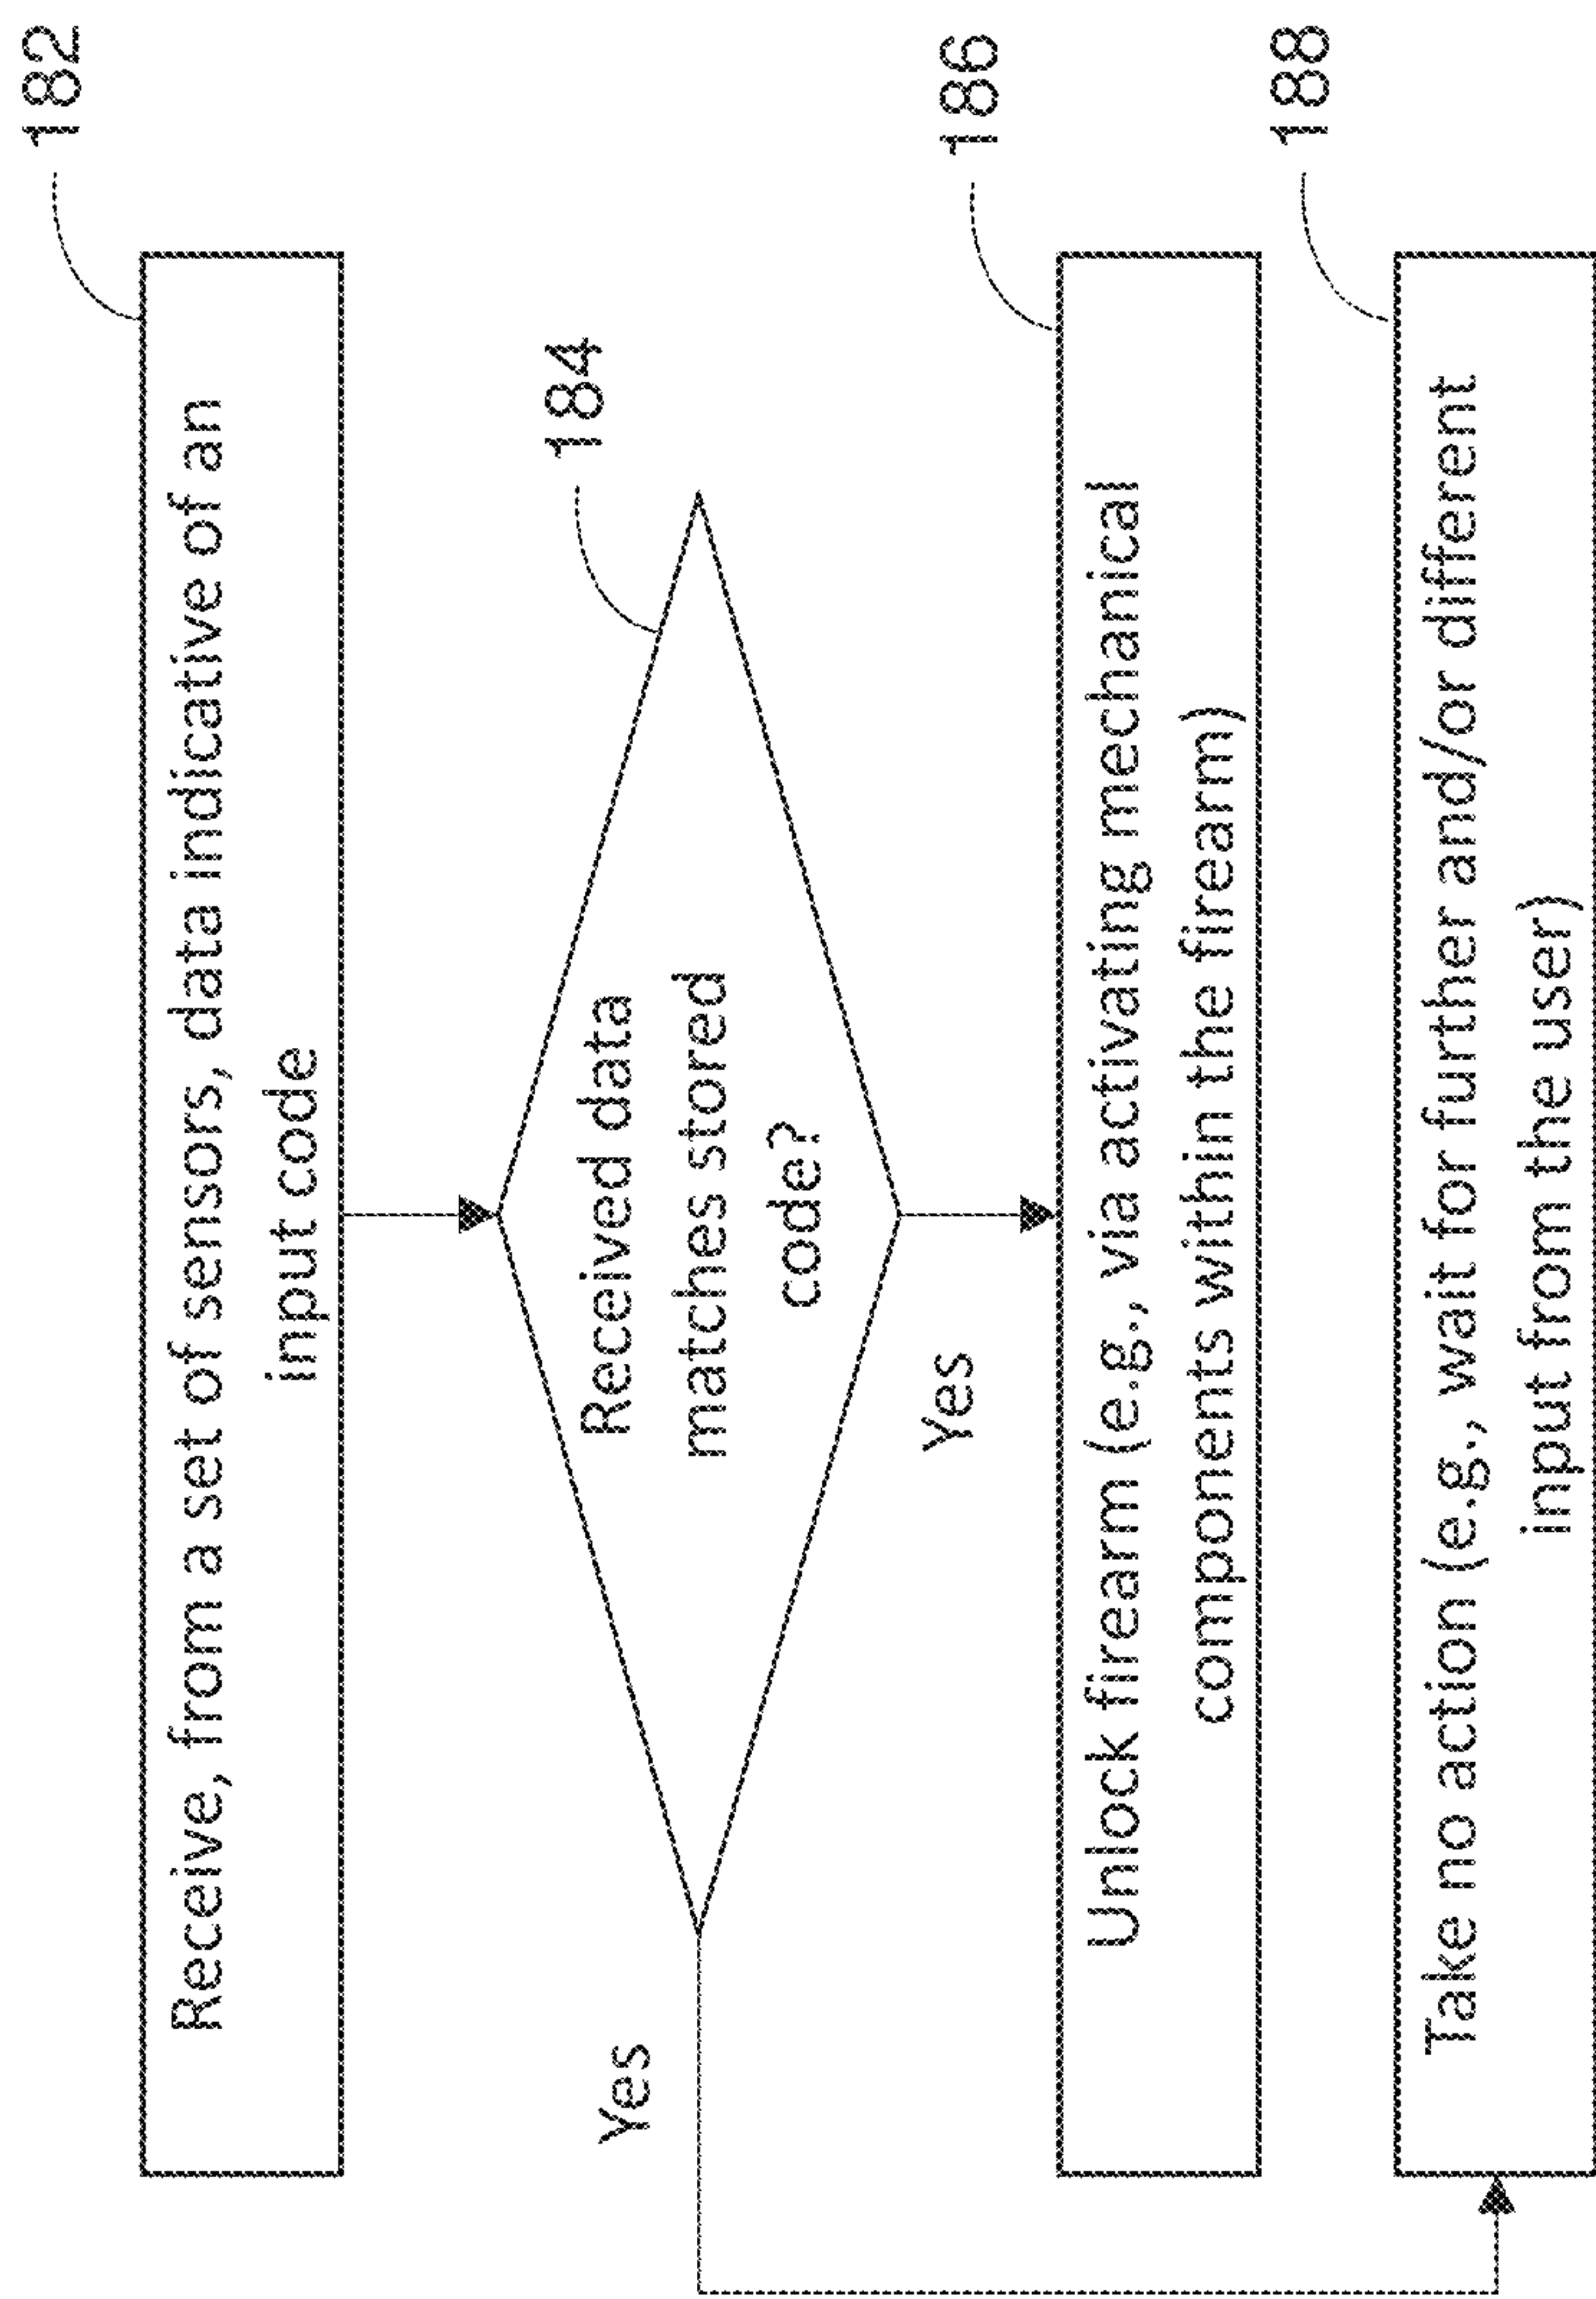 182
Receive, from a set of sensors, data indicative of an
input code
184
Received data
matches stored
code?
Yes
Yes
186
Unlock firearm (e.g., via activating mechanical
components within the firearm)
188
Take no action (e.g., wait for further and/or different
input from the user)